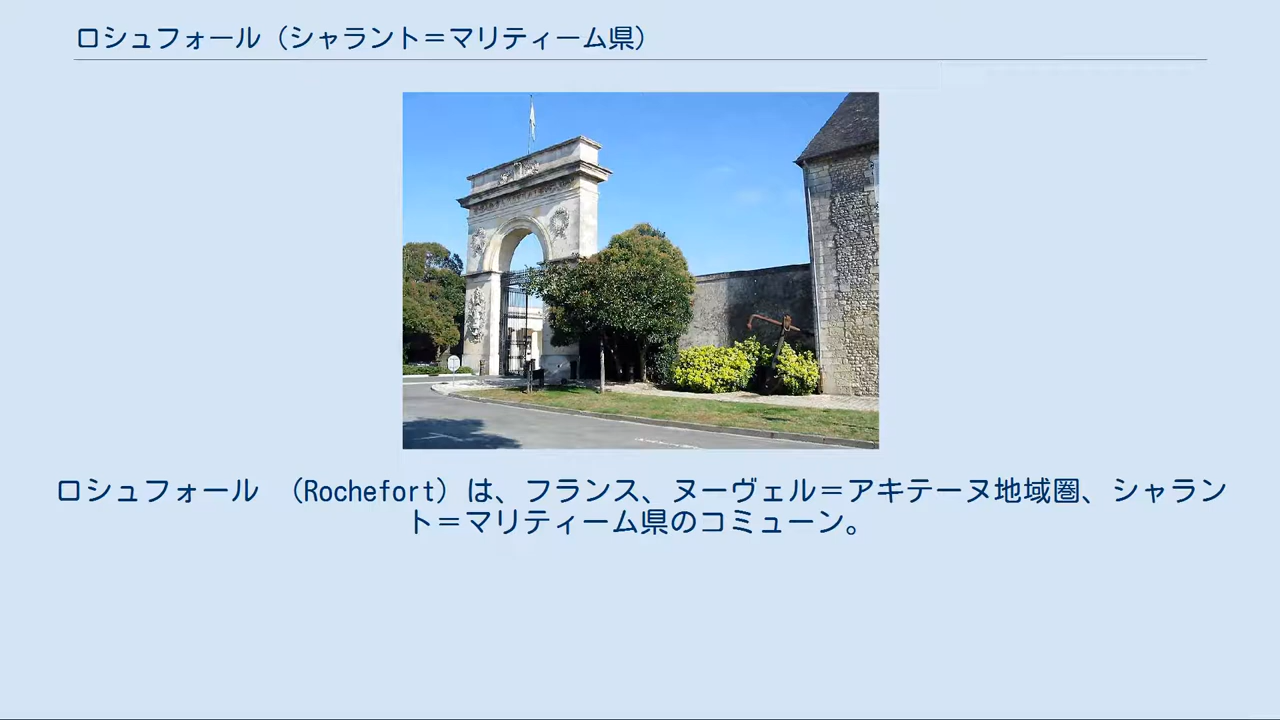 ロシュフォール（シャラント＝マリティーム県）
ロシュフォール　（Rochefort）は、フランス、ヌーヴェル＝アキテーヌ地域圏、シャラン
ト＝マリティーム県のコミューン。